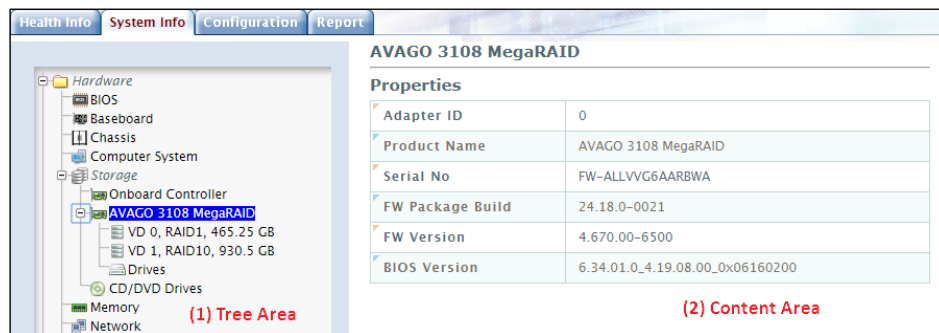 Health Info System Info Configuration Report
Hardware
BIOS
Baseboard
Chassis
Computer System
Storage
Onboard Controller
AVAGO 3108 MegaRAID
VD 0, RAID1, 465.25 GB
VD 1, RAID10, 930.5 GB
Drives
CD/DVD Drives
Memory
Network
(1) Tree Area
AVAGO 3108 MegaRAID
Properties
Adapter ID 0
Product Name AVAGO 3108 MegaRAID
Serial No FW-ALLVVG6AARBWA
FW Package Build 24.18.0-0021
FW Version 4.670.00-6500
BIOS Version 6.34.01.0_4.19.08.00_0x06160200
(2) Content Area